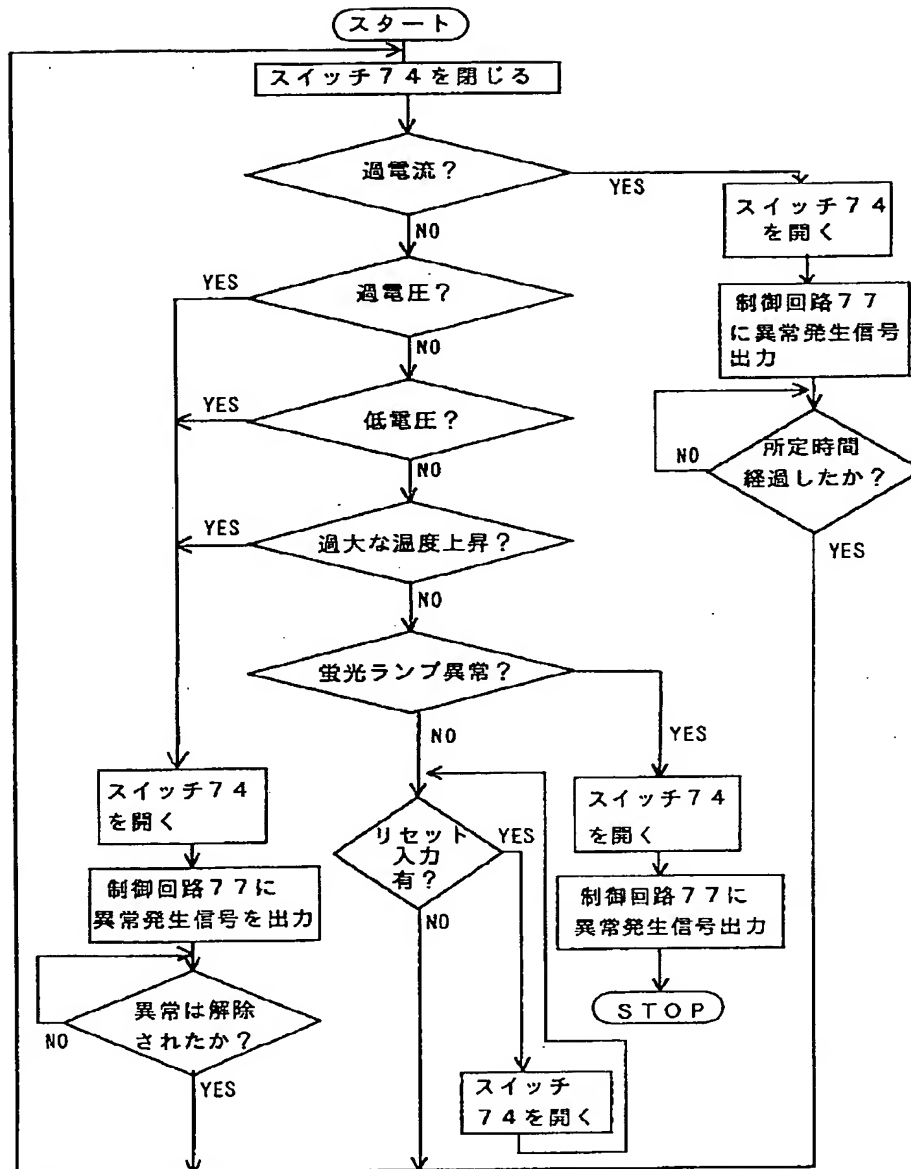 スタート
スイッチ74を閉じる
過電流?
YES
NO
スイッチ74
を開く
過電圧?
YES
NO
制御回路77
に異常発生信号
出力
低電圧?
YES
NO
所定時間
経過したか?
NO
YES
過大な温度上昇?
YES
NO
蛍光ランプ異常?
NO
YES
スイッチ74
を開く
リセット
入力
有?
YES
NO
スイッチ74
を開く
制御回路77に
異常発生信号を出力
制御回路77に
異常発生信号出力
異常は解除
されたか?
NO
YES
STOP
スイッチ
74を開く